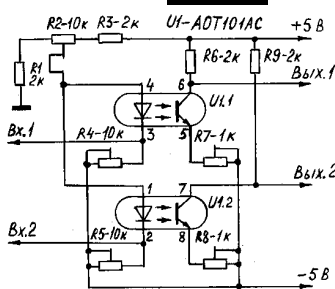 R2-10к R3-2к U1-АОТ101АС
+5 В
R1 2к
R6-2к R9-2к
Вых.1
4 6
U1.1
Вх.1
3 5
R4-10к R7-1к
Вых.2
1 7
U1.2
Вх.2
2 8
R5-10к R8-1к
-5 В